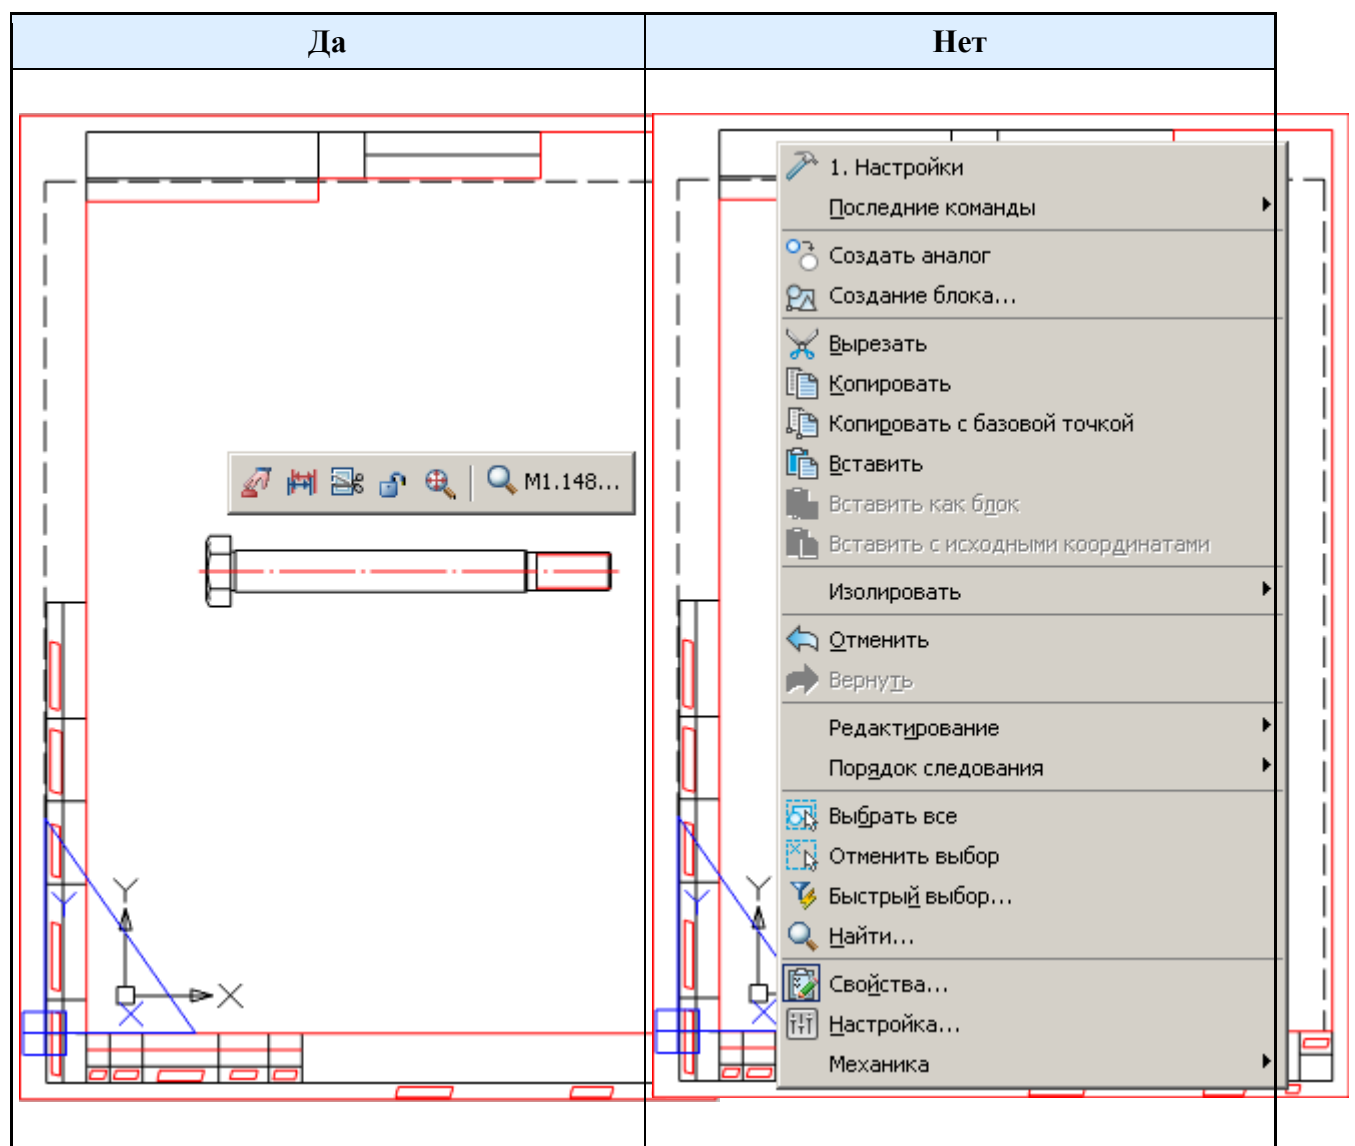 Да
Нет
1. Настройки
Последние команды
Создать аналог
Создание блока...
Вырезать
Копировать
Копировать с базовой точкой
Вставить
Вставить как блок
Вставить с исходными координатами
Изолировать
Отменить
Вернуть
Редактирование
Порядок следования
Выбрать все
Отменить выбор
Быстрый выбор...
Найти...
Свойства...
Настройка...
Механика
М1.148...
Y
Y
X
X
Y
Y
X